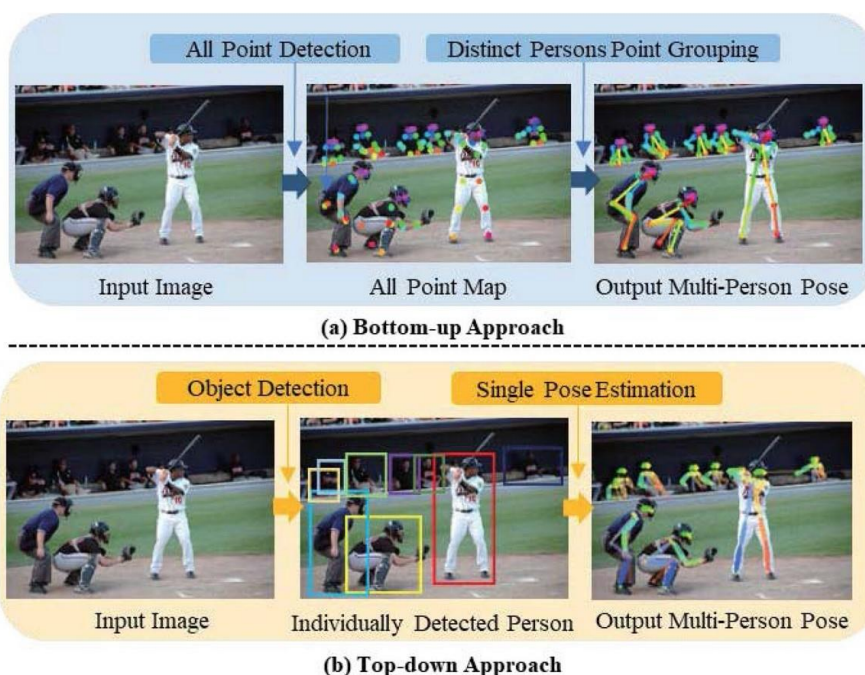 All Point Detection
Distinct Persons Point Grouping
Input Image
All Point Map
Output Multi-Person Pose
(a) Bottom-up Approach
Object Detection
Single Pose Estimation
Input Image
Individually Detected Person
Output Multi-Person Pose
(b) Top-down Approach